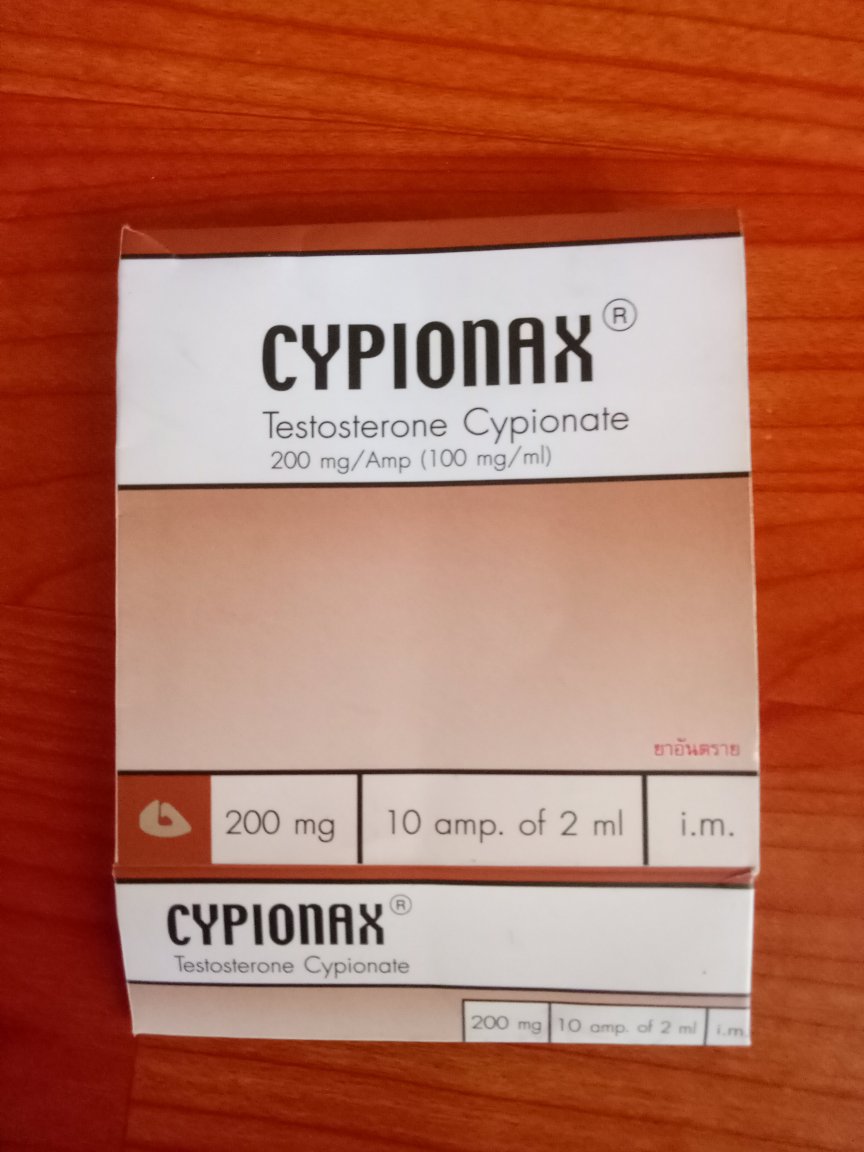 CYPIONAX®
Testosterone Cypionate
200 mg/Amp (100 mg/ml)
ยาอันตราย
200 mg 10 amp. of 2 ml i.m.
CYPIONAX®
Testosterone Cypionate
200 mg 10 amp. of 2 ml i.m